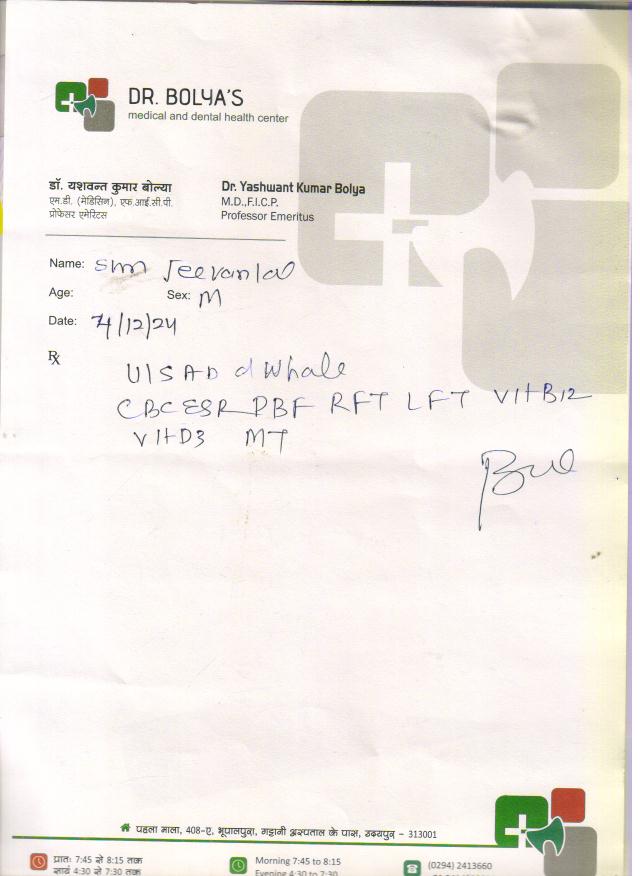 DR. BOLYA'S
medical and dental health center
डॉ. यशवन्त कुमार बोल्या
एम.डी. (मेडिसिन), एफ.आई.सी.पी.
प्रोफेसर एमेरिटस
Dr. Yashwant Kumar Bolya
M.D.,F.I.C.P.
Professor Emeritus
Name: Shri Jeevanlal
Age: Sex: M
Date: 7/12/24
Rx
U/S Abd Whole
CBC ESR PBF RFT LFT Vit B12
Vit D3 MT
पहला माला, 408-ए, भूपालपुरा, गट्टानी अस्पताल के पास, उदयपुर - 313001
प्रातः 7:45 से 8:15 तक
सायं 4:30 से 7:30 तक
Morning 7:45 to 8:15
Evening 4:30 to 7:30
(0294) 2413660